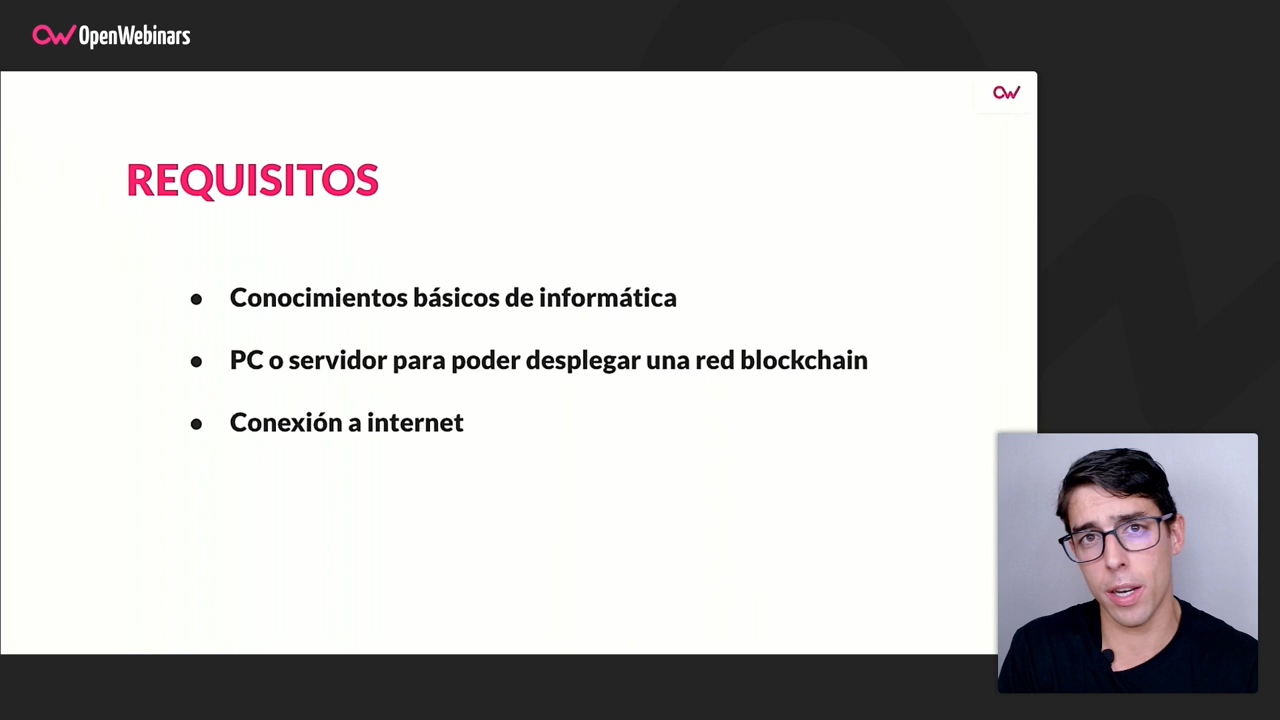 OpenWebinars
REQUISITOS
● Conocimientos básicos de informática
● PC o servidor para poder desplegar una red blockchain
● Conexión a internet